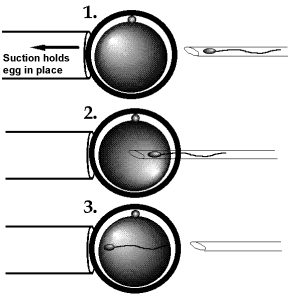 1.
Suction holds
egg in place
2.
3.